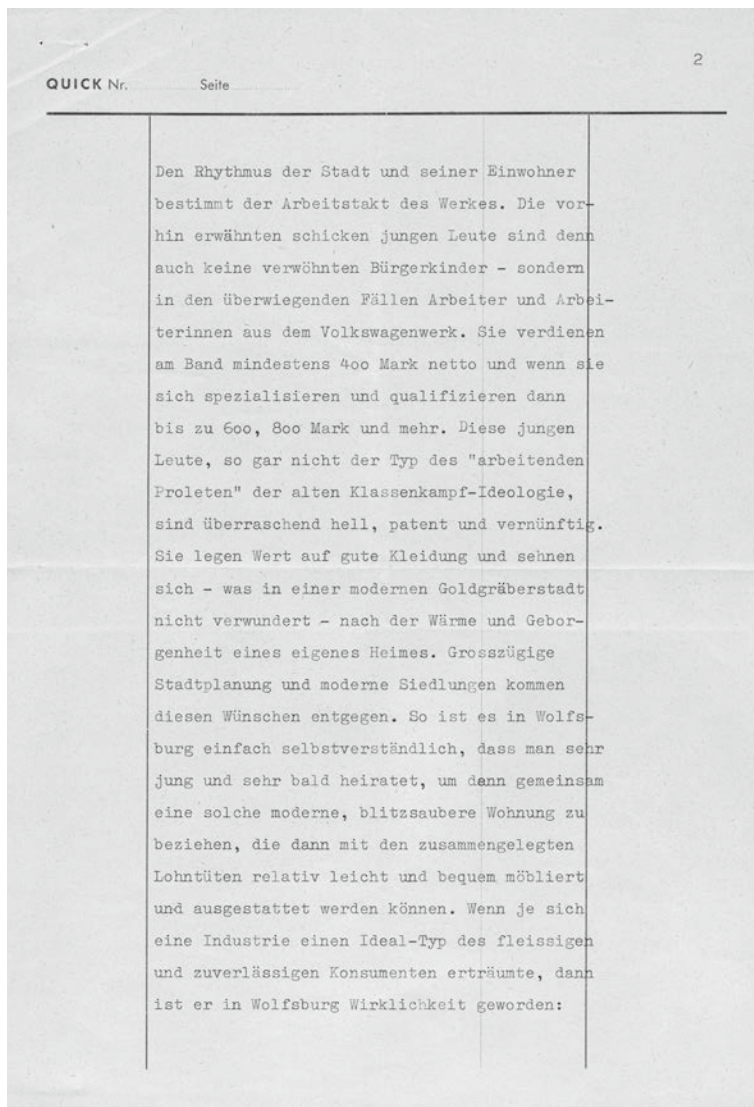 2
QUICK Nr. Seite
Den Rhythmus der Stadt und seiner Einwohner
bestimmt der Arbeitstakt des Werkes. Die vor-
hin erwähnten schicken jungen Leute sind denn
auch keine verwöhnten Bürgerkinder - sondern
in den überwiegenden Fällen Arbeiter und Arbei-
terinnen aus dem Volkswagenwerk. Sie verdienen
am Band mindestens 400 Mark netto und wenn sie
sich spezialisieren und qualifizieren dann
bis zu 600, 800 Mark und mehr. Diese jungen
Leute, so gar nicht der Typ des "arbeitenden
Proleten" der alten Klassenkampf-Ideologie,
sind überraschend hell, patent und vernünftig.
Sie legen Wert auf gute Kleidung und sehnen
sich - was in einer modernen Goldgräberstadt
nicht verwundert - nach der Wärme und Gebor-
genheit eines eigenes Heimes. Grosszügige
Stadtplanung und moderne Siedlungen kommen
diesen Wünschen entgegen. So ist es in Wolfs-
burg einfach selbstverständlich, dass man sehr
jung und sehr bald heiratet, um dann gemeinsam
eine solche moderne, blitzsaubere Wohnung zu
beziehen, die dann mit den zusammengelegten
Lohntüten relativ leicht und bequem möbliert
und ausgestattet werden können. Wenn je sich
eine Industrie einen Ideal-Typ des fleissigen
und zuverlässigen Konsumenten erträumte, dann
ist er in Wolfsburg Wirklichkeit geworden: